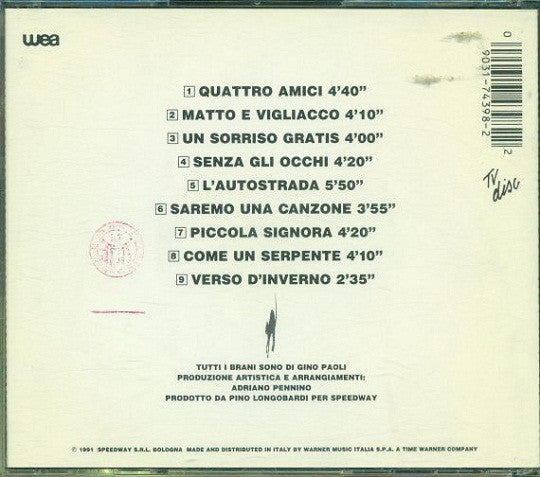 wea
1 QUATTRO AMICI 4'40"
2 MATTO E VIGLIACCO 4'10"
3 UN SORRISO GRATIS 4'00"
4 SENZA GLI OCCHI 4'20"
5 L'AUTOSTRADA 5'50"
6 SAREMO UNA CANZONE 3'55"
7 PICCOLA SIGNORA 4'20"
8 COME UN SERPENTE 4'10"
9 VERSO D'INVERNO 2'35"
TUTTI I BRANI SONO DI GINO PAOLI
PRODUZIONE ARTISTICA E ARRANGIAMENTI:
ADRIANO PENNINO
PRODOTTO DA PINO LONGOBARDI PER SPEEDWAY
℗ 1991 SPEEDWAY S.R.L. BOLOGNA MADE AND DISTRIBUTED IN ITALY BY WARNER MUSIC ITALIA S.P.A. A TIME WARNER COMPANY
0 9031-74398-2 2
TV
disc